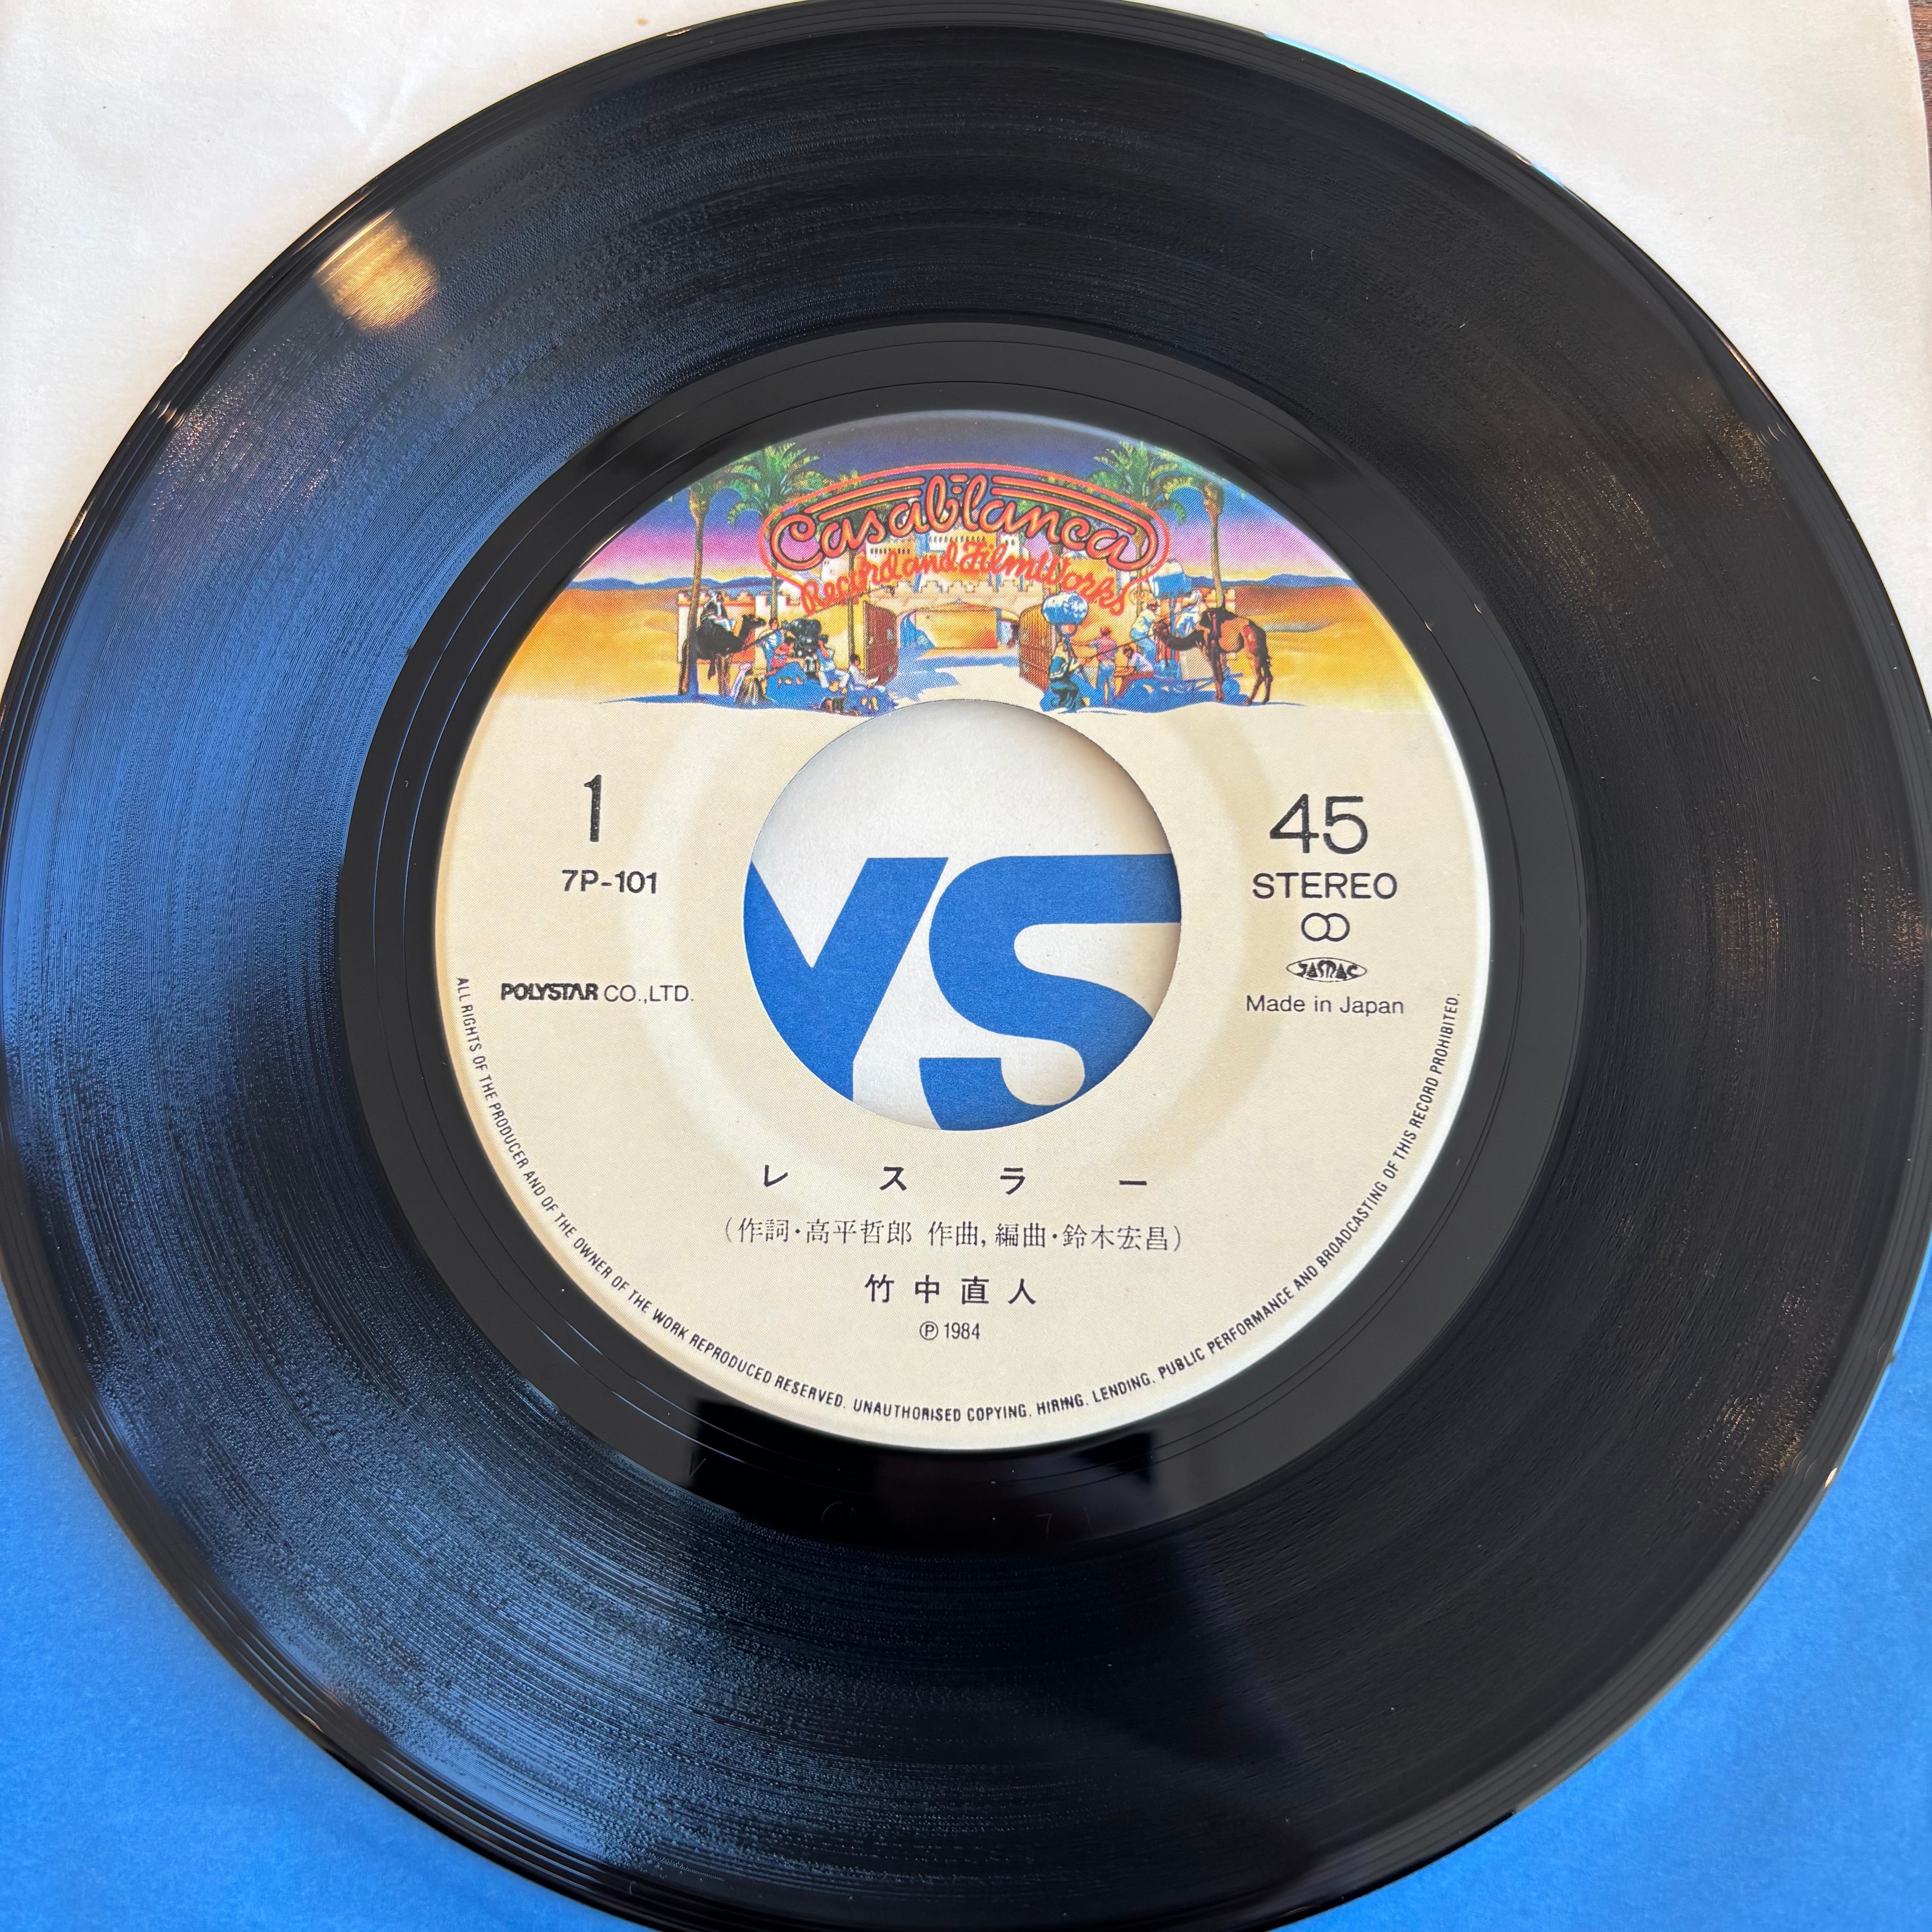 Casablanca
Record and FilmWorks
1
7P-101
POLYSTAR CO.,LTD.
45
STEREO
JASRAC
Made in Japan
YS
レスラー
(作詞・高平哲郎 作曲,編曲・鈴木宏昌)
竹中直人
Ⓟ 1984
ALL RIGHTS OF THE PRODUCER AND OF THE OWNER OF THE WORK REPRODUCED RESERVED. UNAUTHORISED COPYING. HIRING. LENDING. PUBLIC PERFORMANCE AND BROADCASTING OF THIS RECORD PROHIBITED.